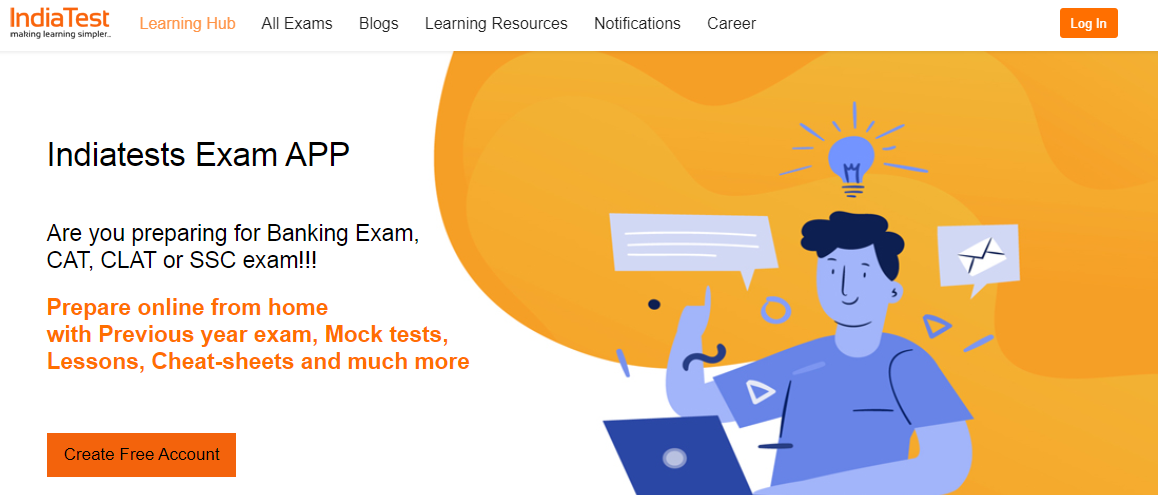 IndiaTest
making learning simpler..
Learning Hub All Exams Blogs Learning Resources Notifications Career Log In
Indiatests Exam APP
Are you preparing for Banking Exam,
CAT, CLAT or SSC exam!!!
Prepare online from home
with Previous year exam, Mock tests,
Lessons, Cheat-sheets and much more
Create Free Account